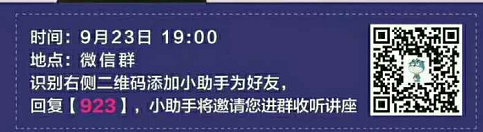 时间：9月23日 19:00
地点：微信群
识别右侧二维码添加小助手为好友，
回复【923】，小助手将邀请您进群收听讲座